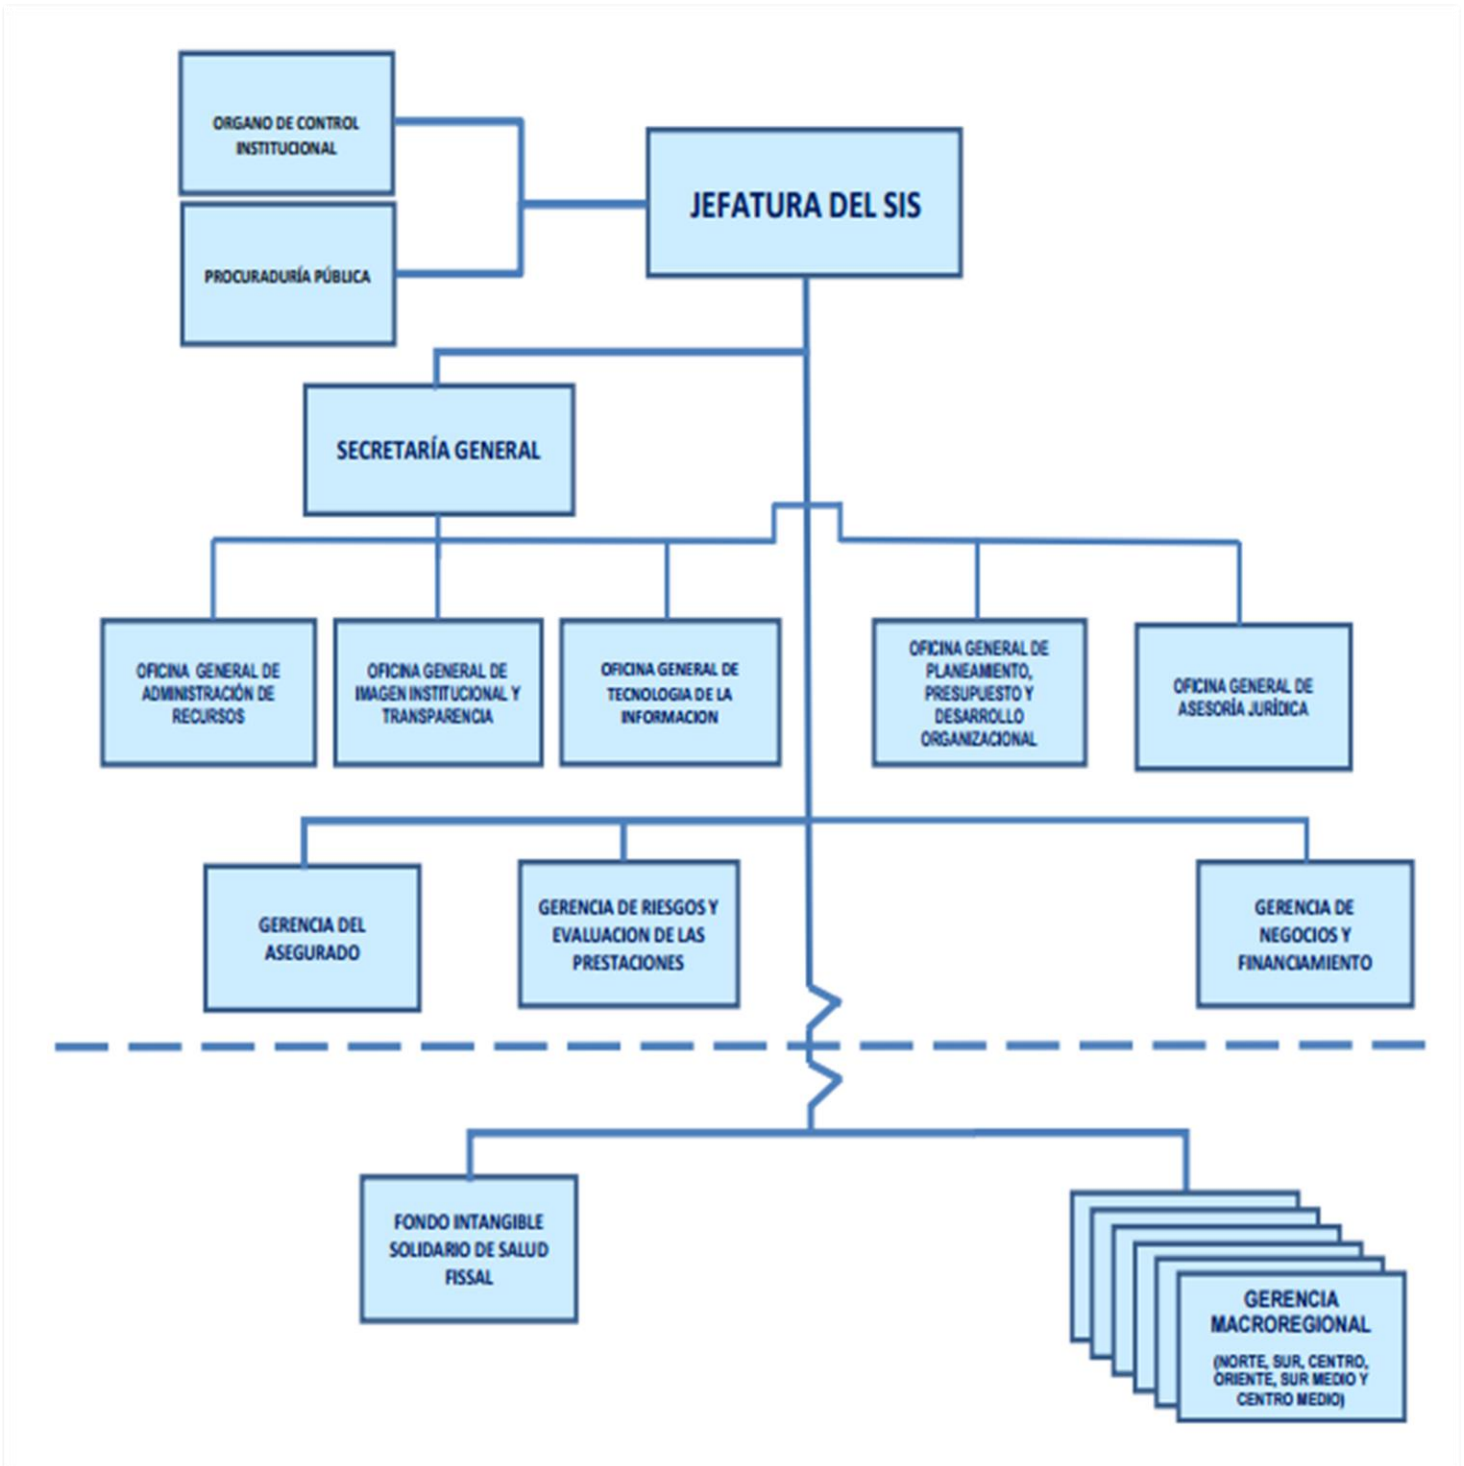 ORGANO DE CONTROL
INSTITUCIONAL
JEFATURA DEL SIS
PROCURADURÍA PÚBLICA
SECRETARÍA GENERAL
OFICINA GENERAL DE
ADMINISTRACIÓN DE
RECURSOS
OFICINA GENERAL DE
IMAGEN INSTITUCIONAL Y
TRANSPARENCIA
OFICINA GENERAL DE
TECNOLOGIA DE LA
INFORMACION
OFICINA GENERAL DE
PLANEAMIENTO,
PRESUPUESTO Y
DESARROLLO
ORGANIZACIONAL
OFICINA GENERAL DE
ASESORÍA JURÍDICA
GERENCIA DEL
ASEGURADO
GERENCIA DE RIESGOS Y
EVALUACION DE LAS
PRESTACIONES
GERENCIA DE
NEGOCIOS Y
FINANCIAMIENTO
FONDO INTANGIBLE
SOLIDARIO DE SALUD
FISSAL
GERENCIA
MACROREGIONAL
(NORTE, SUR, CENTRO,
ORIENTE, SUR MEDIO Y
CENTRO MEDIO)